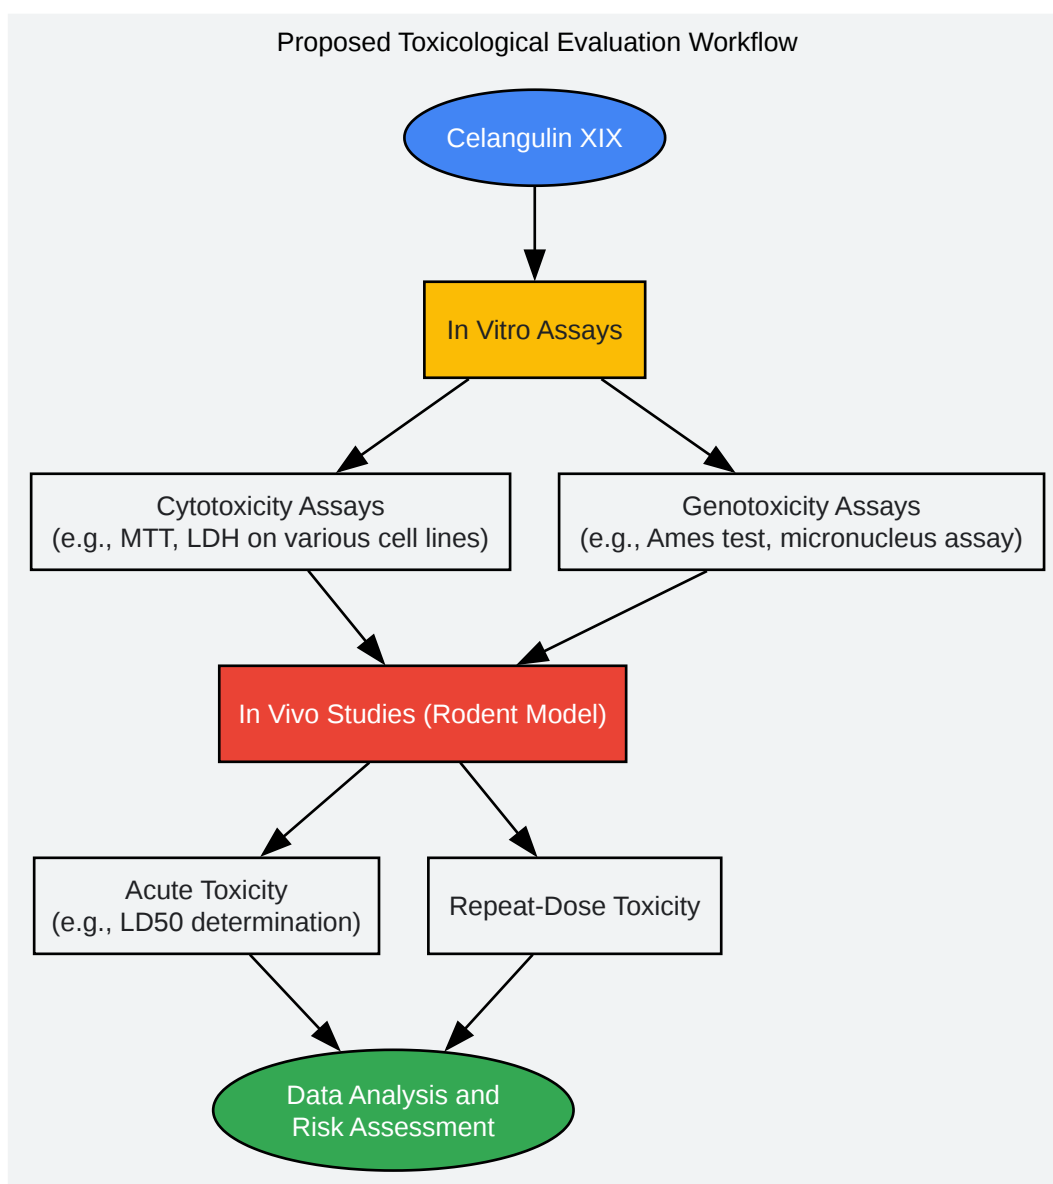 Proposed Toxicological Evaluation Workflow
Celangulin XIX
In Vitro Assays
Cytotoxicity Assays
(e.g., MTT, LDH on various cell lines)
Genotoxicity Assays
(e.g., Ames test, micronucleus assay)
In Vivo Studies (Rodent Model)
Acute Toxicity
(e.g., LD50 determination)
Repeat-Dose Toxicity
Data Analysis and
Risk Assessment